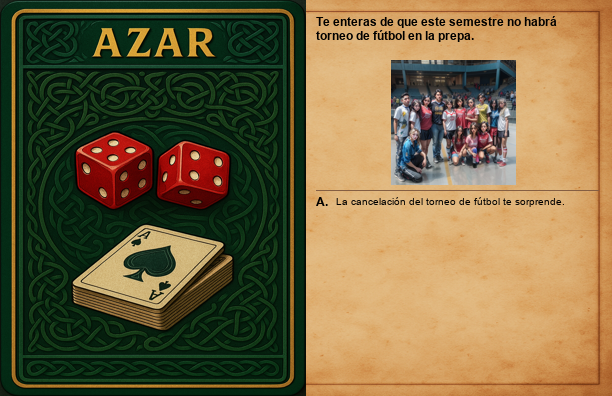 AZAR
A
A
Te enteras de que este semestre no habrá
torneo de fútbol en la prepa.
A. La cancelación del torneo de fútbol te sorprende.